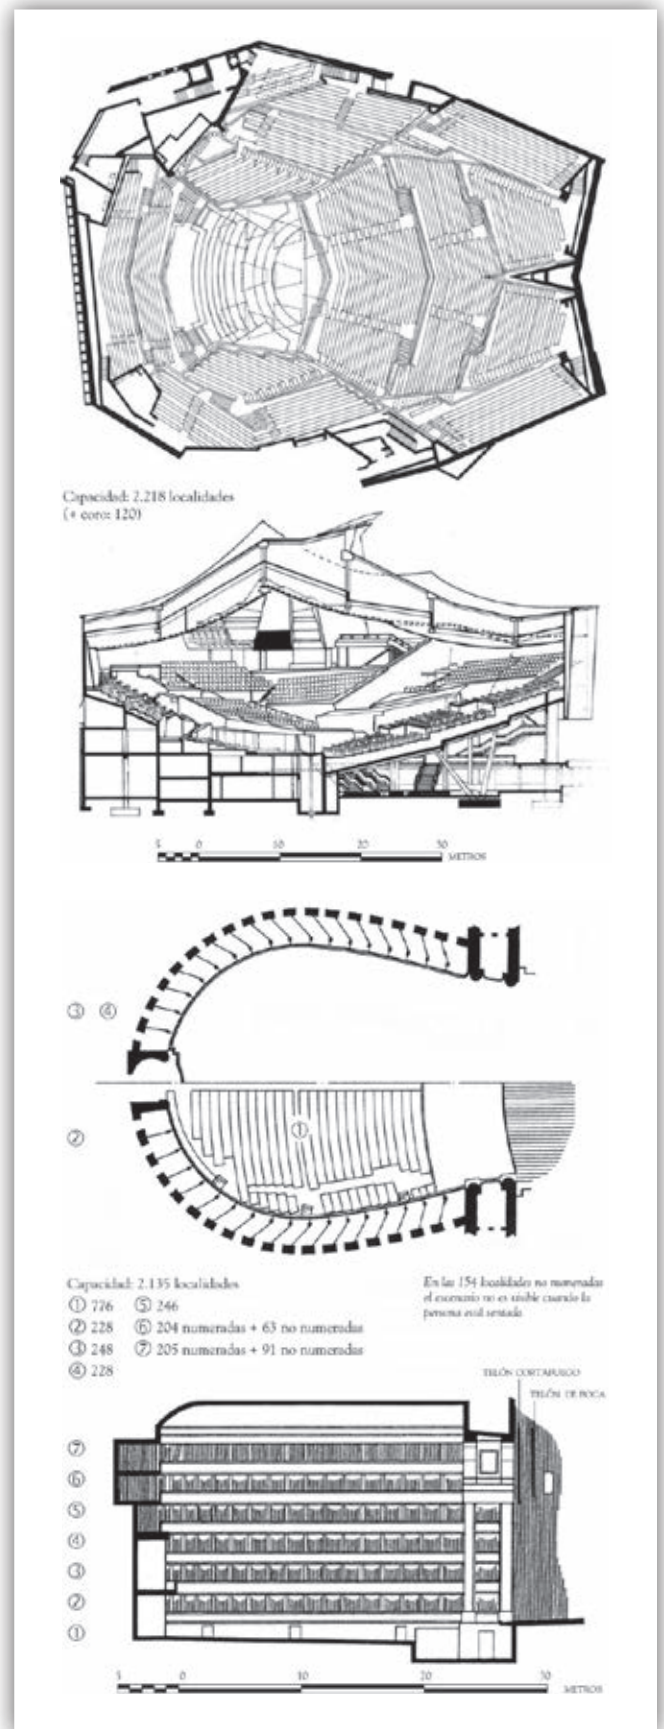 Capacidad: 2.218 localidades
(+ coro: 120)
5 0 10 20 30
METROS
③ ④
②
①
Capacidad: 2.135 localidades
① 776 ⑤ 246
② 228 ⑥ 204 numeradas + 63 no numeradas
③ 248 ⑦ 205 numeradas + 91 no numeradas
④ 228
En las 154 localidades no numeradas
el escenario no es visible cuando la
persona está sentada
TELÓN CORTAFUEGO
TELÓN DE BOCA
⑦
⑥
⑤
④
③
②
①
5 0 10 20 30
METROS